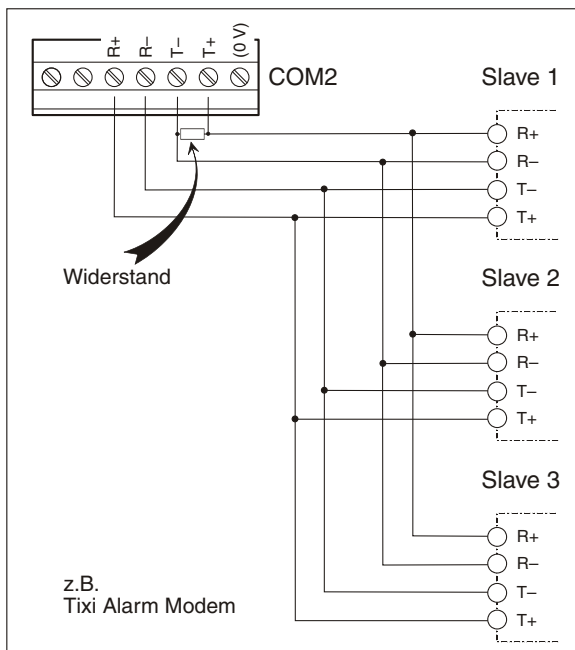 R+ R– T– T+ (0 V)
COM2
Widerstand
Slave 1
R+
R–
T–
T+
Slave 2
R+
R–
T–
T+
Slave 3
R+
R–
T–
T+
z.B.
Tixi Alarm Modem